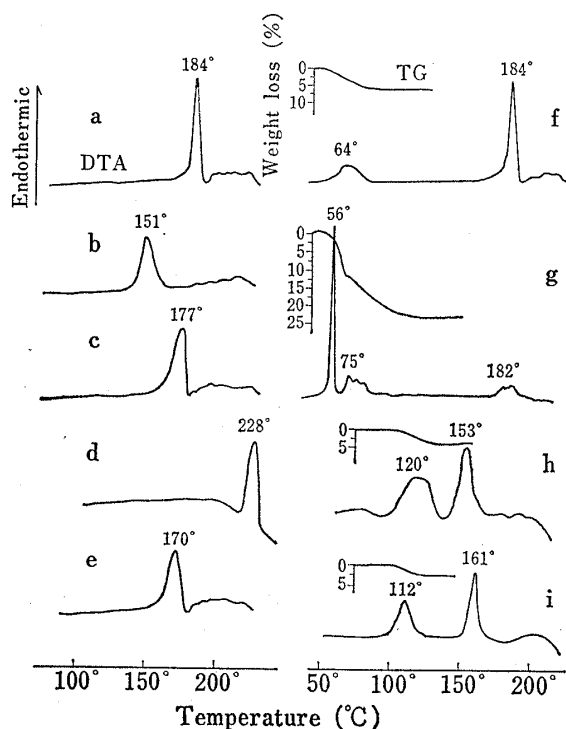 Endothermic
a
184°
DTA
b
151°
c
177°
d
228°
e
170°
100° 150° 200°
Weight loss (%)
0
5
10
TG
184°
f
64°
0
5
10
15
20
25
56°
g
75°
182°
0
5
153°
h
120°
0
5
161°
i
112°
50° 100° 150° 200°
Temperature (℃)